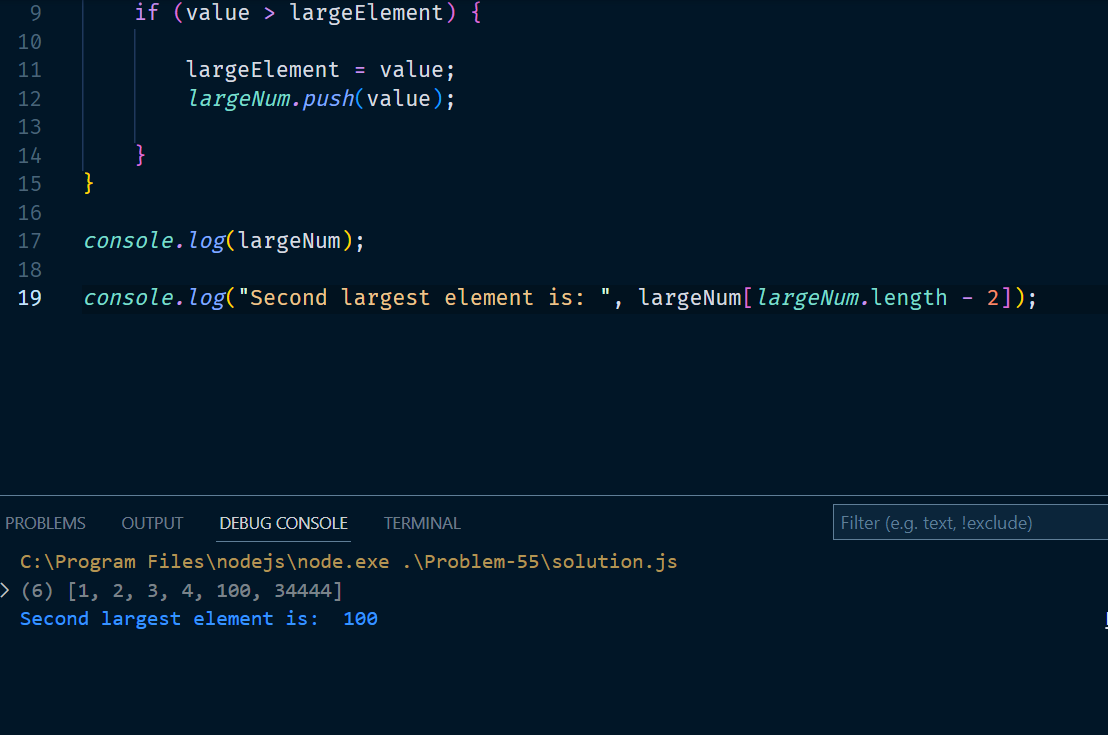 9 if (value > largeElement) {
10
11 largeElement = value;
12 largeNum.push(value);
13
14 }
15 }
16
17 console.log(largeNum);
18
19 console.log("Second largest element is: ", largeNum[largeNum.length - 2]);
PROBLEMS OUTPUT DEBUG CONSOLE TERMINAL Filter (e.g. text, !exclude)
C:\Program Files\nodejs\node.exe .\Problem-55\solution.js
> (6) [1, 2, 3, 4, 100, 34444]
Second largest element is:  100